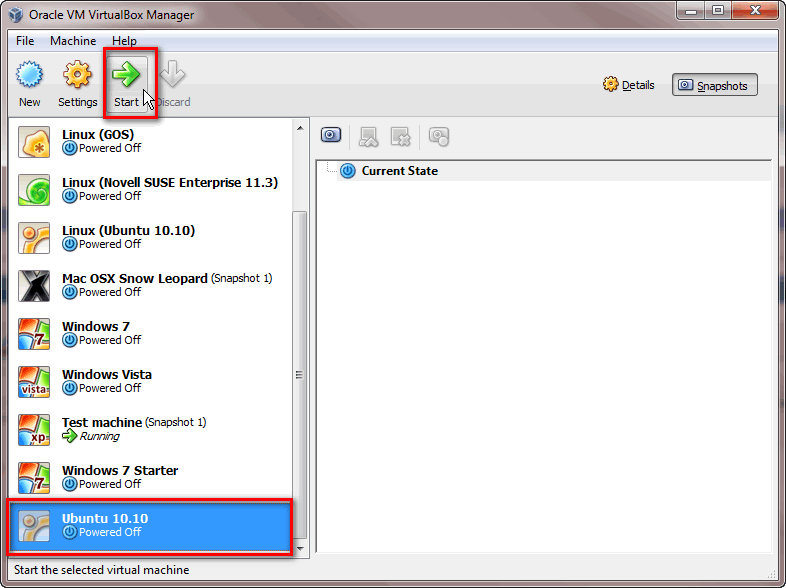 Oracle VM VirtualBox Manager
File Machine Help
New Settings Start Discard Details Snapshots
Linux (GOS)
Powered Off
Linux (Novell SUSE Enterprise 11.3)
Powered Off
Linux (Ubuntu 10.10)
Powered Off
Mac OSX Snow Leopard (Snapshot 1)
Powered Off
Windows 7
Powered Off
Windows Vista
Powered Off
Test machine (Snapshot 1)
Running
Windows 7 Starter
Powered Off
Ubuntu 10.10
Powered Off
Current State
Start the selected virtual machine